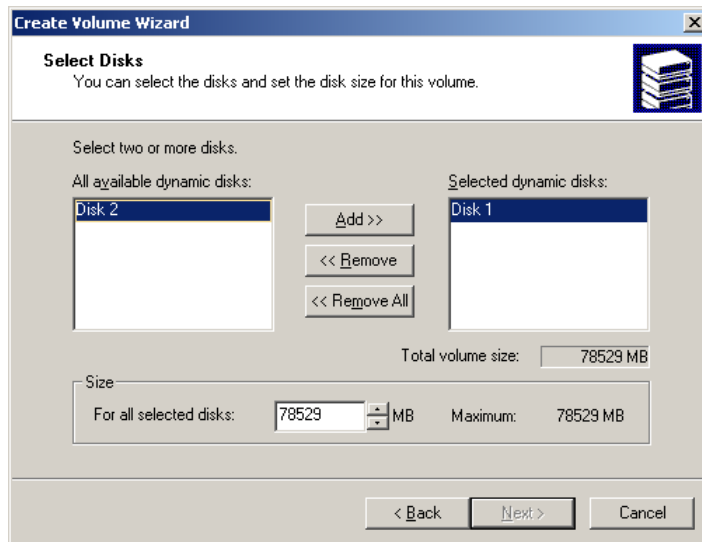 Create Volume Wizard
Select Disks
You can select the disks and set the disk size for this volume.
Select two or more disks.
All available dynamic disks:
Selected dynamic disks:
Disk 2
Disk 1
Add >>
<< Remove
<< Remove All
Total volume size: 78529 MB
Size
For all selected disks: 78529 MB Maximum: 78529 MB
< Back Next > Cancel